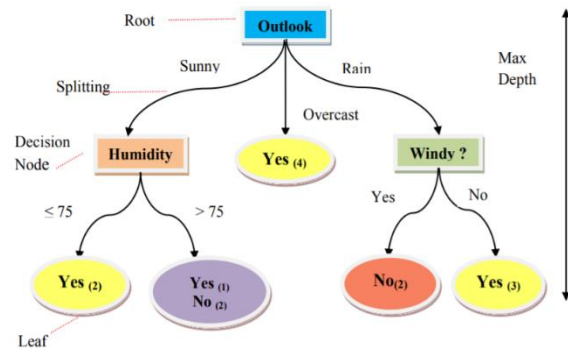 Root
Outlook
Sunny
Rain
Max
Depth
Splitting
Overcast
Decision
Node
Humidity
Yes (4)
Windy ?
≤ 75
> 75
Yes
No
Yes (2)
Yes (1)
No (2)
No(2)
Yes (3)
Leaf